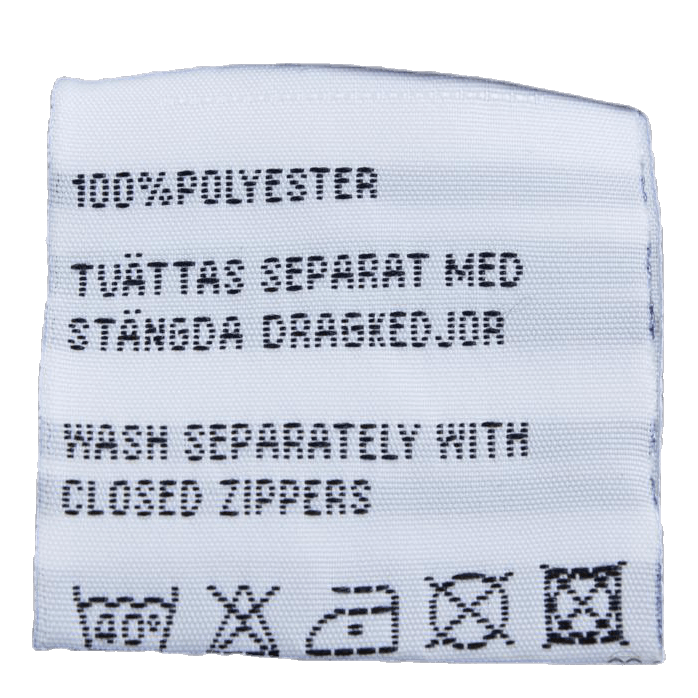 100%POLYESTER
TVÄTTAS SEPARAT MED
STÄNGDA DRAGKEDJOR
WASH SEPARATELY WITH
CLOSED ZIPPERS
40°